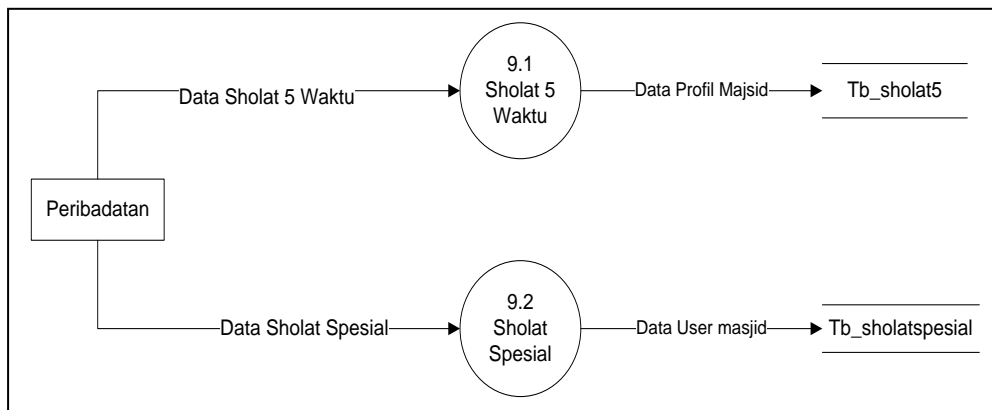 9.1
Sholat 5
Waktu
Data Sholat 5 Waktu
Data Profil Majsid
Tb_sholat5
Peribadatan
9.2
Sholat
Spesial
Data Sholat Spesial
Data User masjid
Tb_sholatspesial